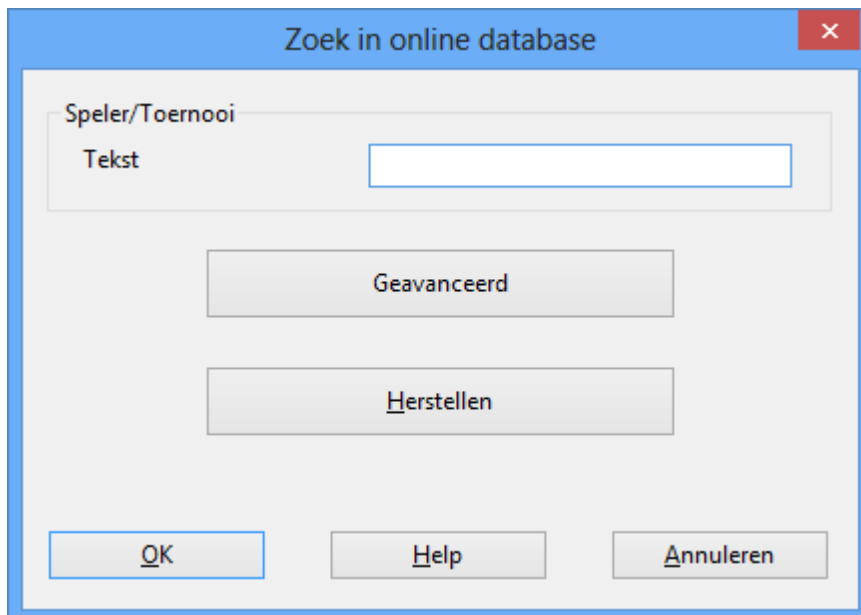 Zoek in online database
Speler/Toernooi
Tekst
Geavanceerd
Herstellen
OK
Help
Annuleren